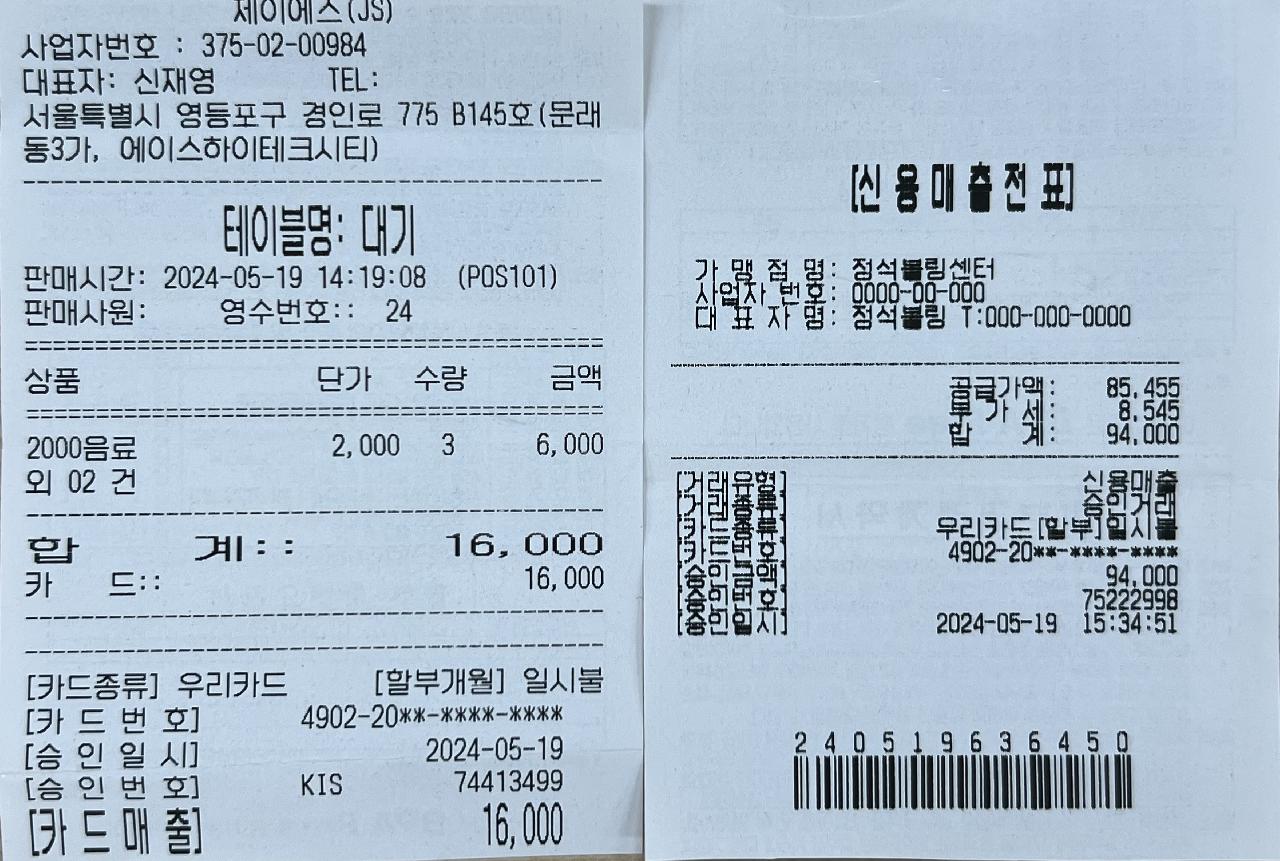 제이에스(JS)
사업자번호 : 375-02-00984
대표자: 신재영 TEL:
서울특별시 영등포구 경인로 775 B145호(문래
동3가, 에이스하이테크시티)
테이블명: 대기
판매시간: 2024-05-19 14:19:08 (POS101)
판매사원: 영수번호:: 24
상품 단가 수량 금액
2000음료 2,000 3 6,000
외 02 건
합 계:: 16,000
카 드:: 16,000
[카드종류] 우리카드 [할부개월] 일시불
[카 드 번 호] 4902-20**-****-****
[승 인 일 시] 2024-05-19
[승 인 번 호] KIS 74413499
[카 드 매 출] 16,000
[신 용 매 출 전 표]
가 맹 점 명: 정석볼링센터
사업자 번호: 0000-00-000
대 표 자 명: 정석볼링 T:000-000-0000
공급가액: 85,455
부 가 세: 8,545
합 계: 94,000
[거래유형] 신용매출
[거래종류] 승인거래
[카드종류] 우리카드[할부]일시불
[카드번호] 4902-20**-****-****
[승인금액] 94,000
[승인번호] 75222998
[승인일시] 2024-05-19 15:34:51
240519636450